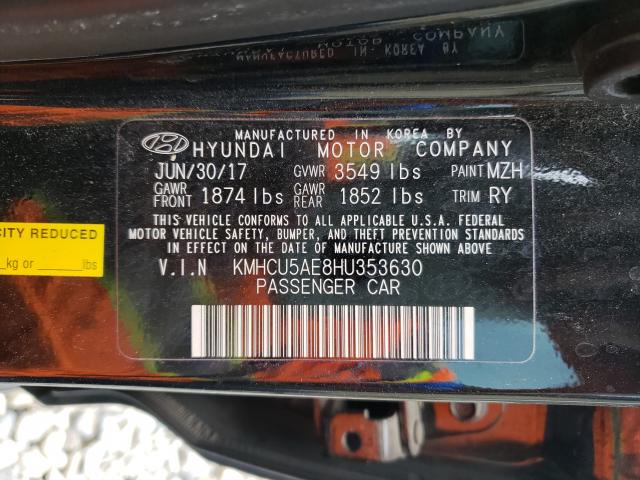 MANUFACTURED IN KOREA BY
HYUNDAI MOTOR COMPANY
JUN/30/17 GVWR 3549 lbs PAINT MZH
GAWR FRONT 1874 lbs GAWR REAR 1852 lbs TRIM RY
THIS VEHICLE CONFORMS TO ALL APPLICABLE U.S.A. FEDERAL
MOTOR VEHICLE SAFETY, BUMPER, AND THEFT PREVENTION STANDARDS
IN EFFECT ON THE DATE OF MANUFACTURE SHOWN ABOVE
V.I.N KMHCU5AE8HU353630
PASSENGER CAR
CITY REDUCED
kg or lbs